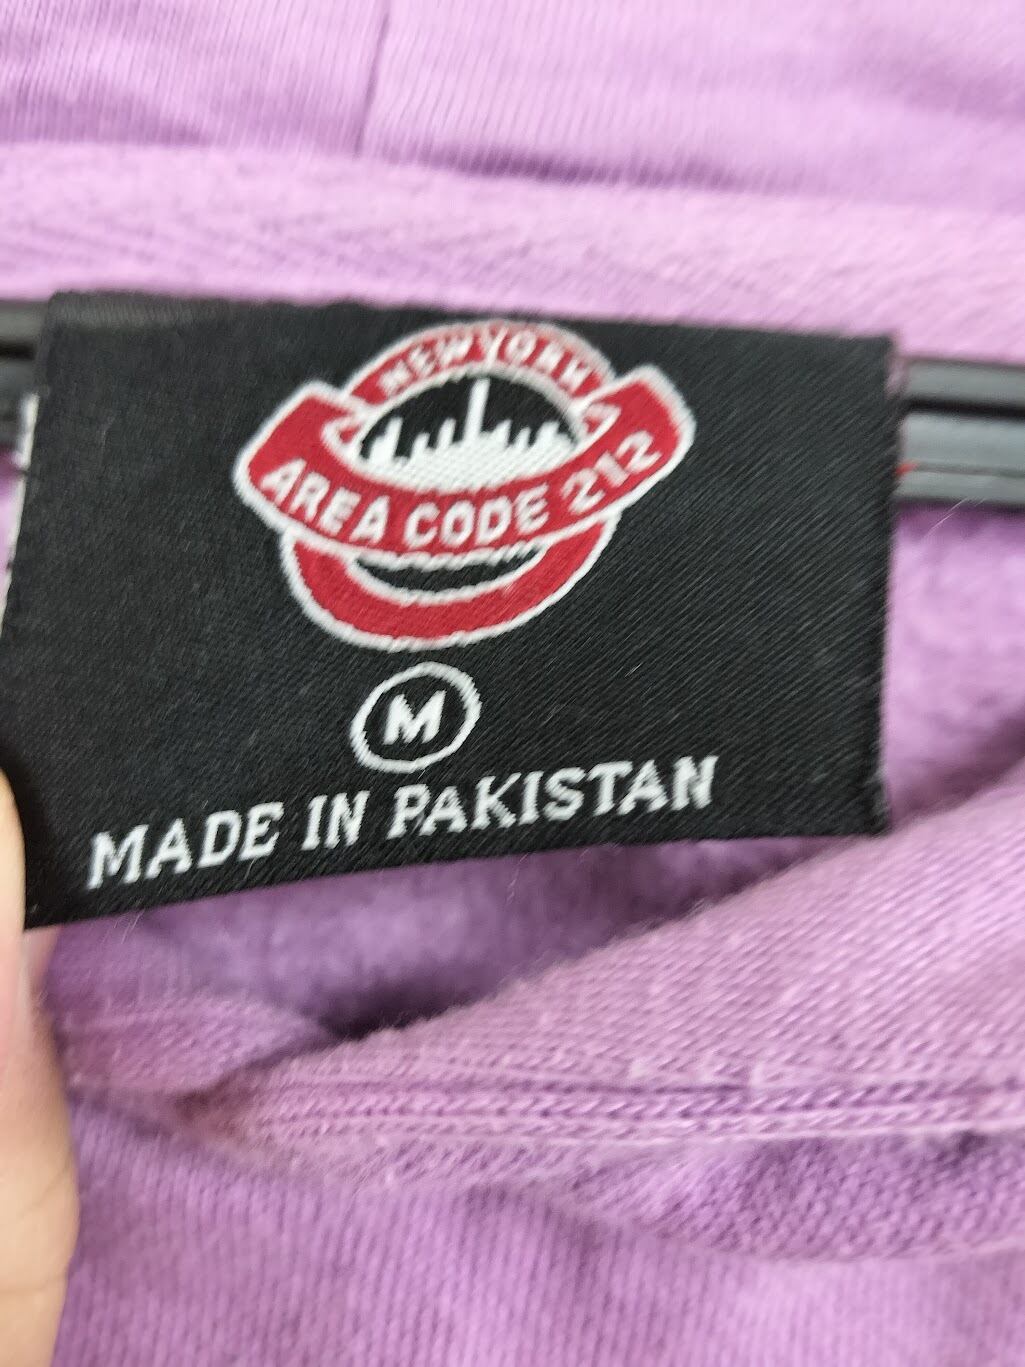 NEW YORK
AREA CODE 212
M
MADE IN PAKISTAN